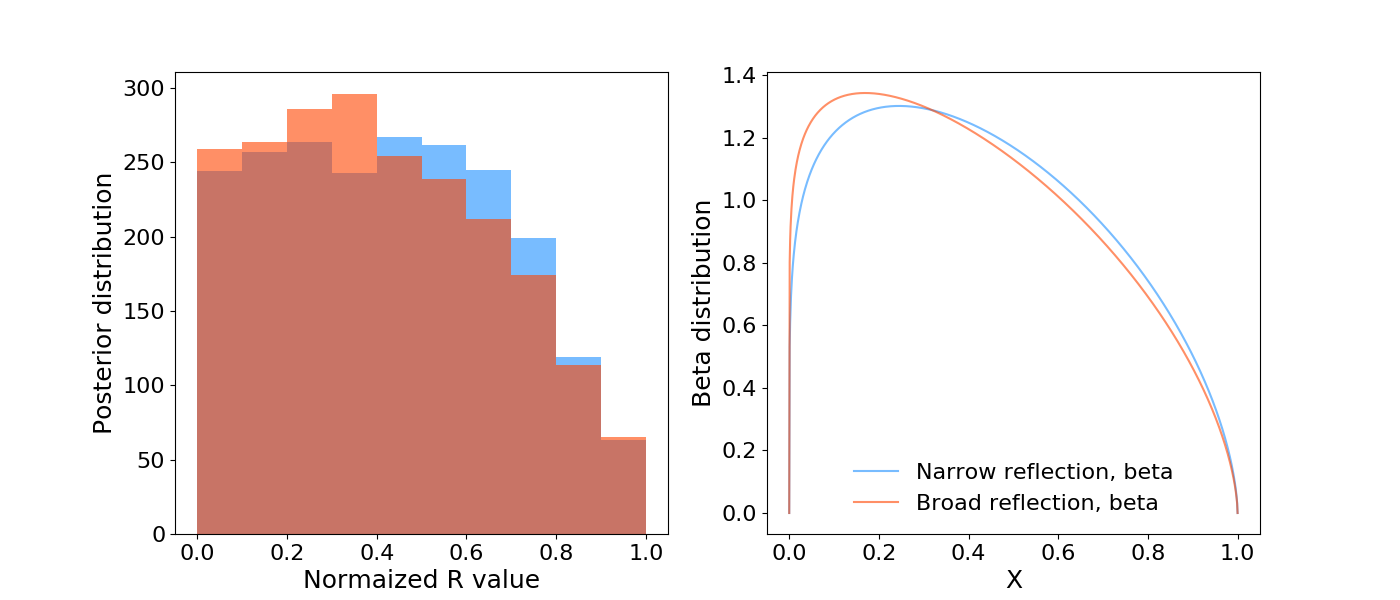 Posterior distribution
300
250
200
150
100
50
0
0.0 0.2 0.4 0.6 0.8 1.0
Normaized R value
Beta distribution
1.4
1.2
1.0
0.8
0.6
0.4
0.2
0.0
Narrow reflection, beta
Broad reflection, beta
0.0 0.2 0.4 0.6 0.8 1.0
X